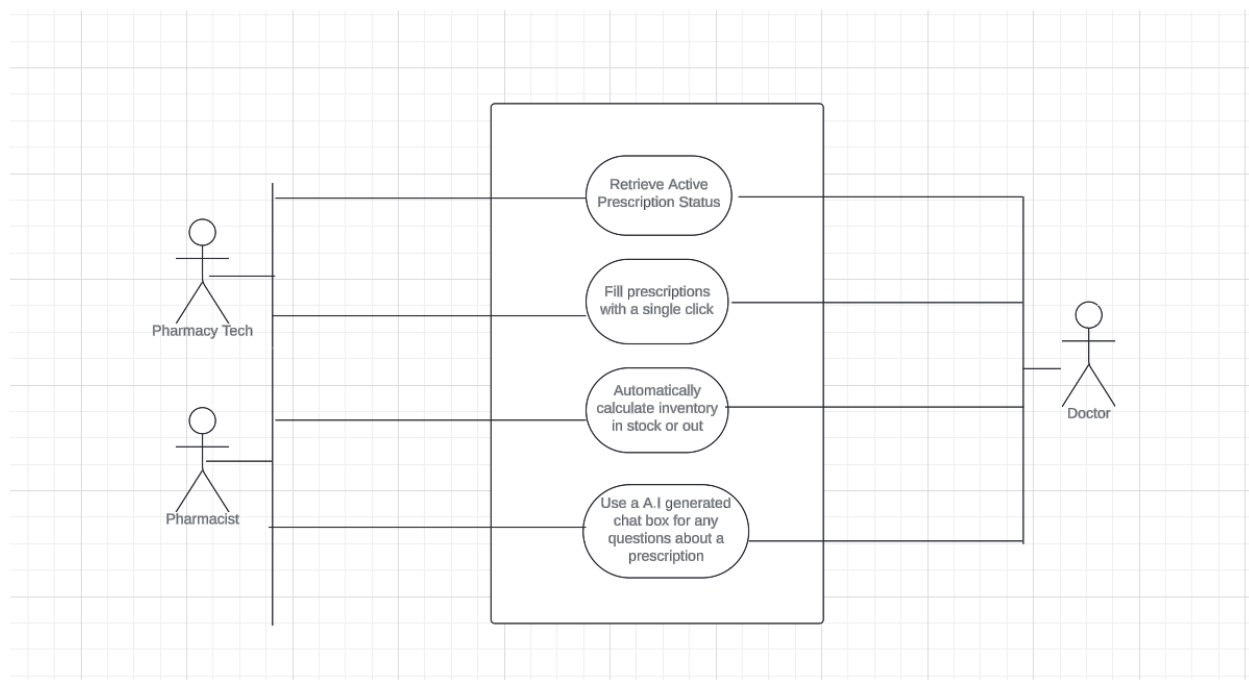 Retrieve Active
Prescription Status
Fill prescriptions
with a single click
Pharmacy Tech
Automatically
calculate inventory
in stock or out
Doctor
Use a A.I generated
chat box for any
questions about a
prescription
Pharmacist